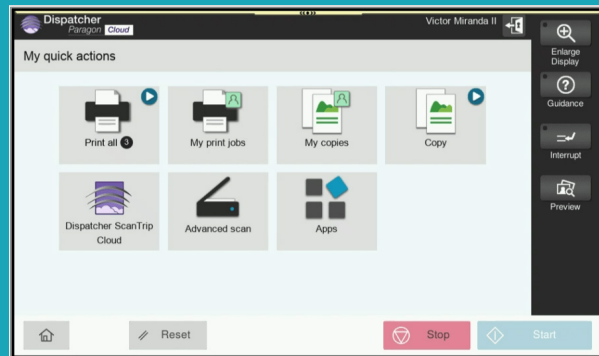 Dispatcher
Paragon Cloud
Victor Miranda II
My quick actions
Print all 3
My print jobs
My copies
Copy
Dispatcher ScanTrip
Cloud
Advanced scan
Apps
Enlarge
Display
Guidance
Interrupt
Preview
Reset
Stop
Start